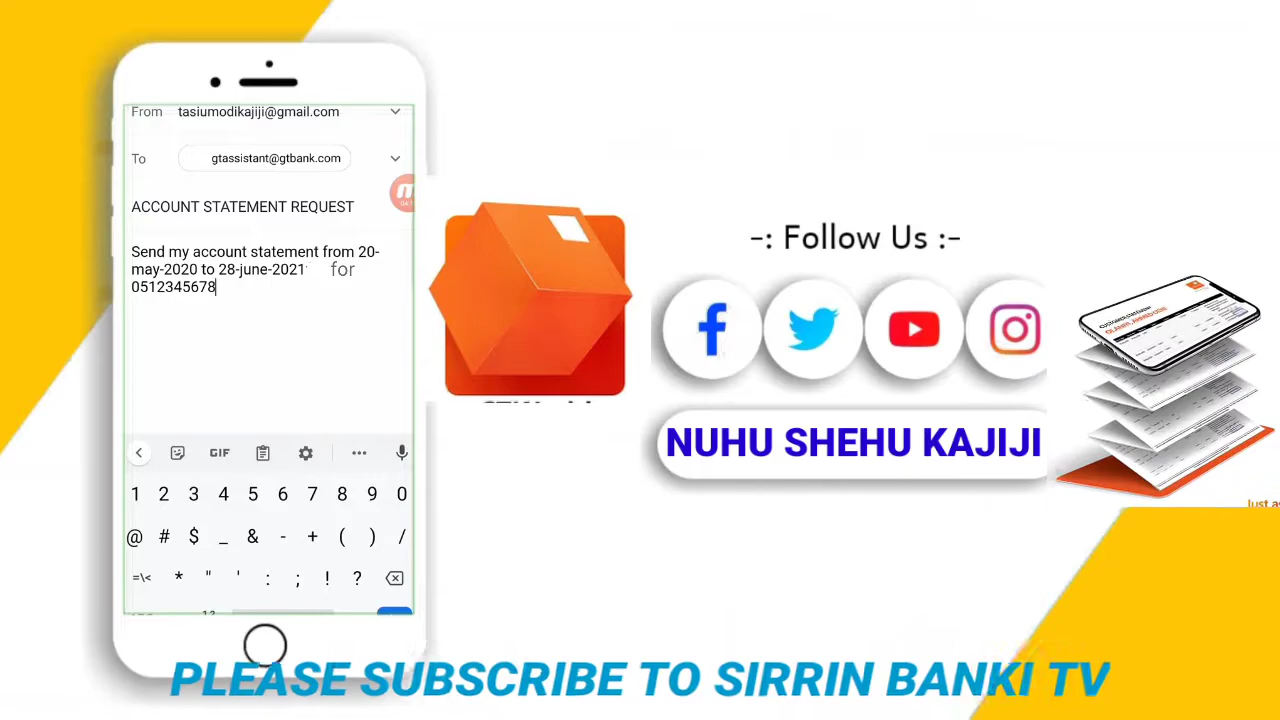 From tasiumodikajiji@gmail.com
To gtassistant@gtbank.com
ACCOUNT STATEMENT REQUEST
Send my account statement from 20-
may-2020 to 28-june-2021 for
0512345678
GIF
1 2 3 4 5 6 7 8 9 0
@ # $ _ & - + ( ) /
=\< * " ' : ; ! ?
-: Follow Us :-
NUHU SHEHU KAJIJI
Just as
PLEASE SUBSCRIBE TO SIRRIN BANKI TV